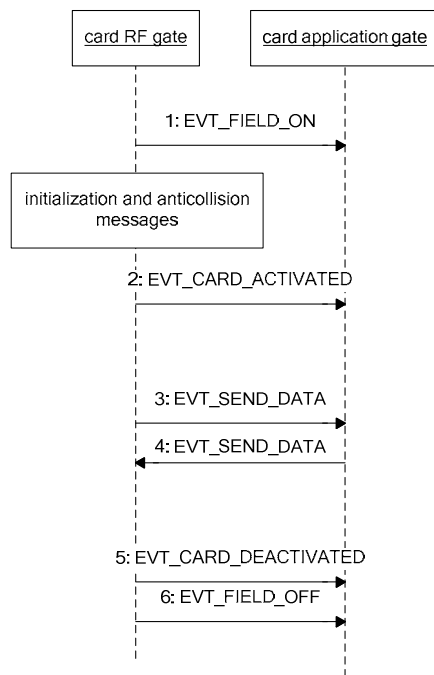 card RF gate
card application gate
1: EVT_FIELD_ON
initialization and anticollision
messages
2: EVT_CARD_ACTIVATED
3: EVT_SEND_DATA
4: EVT_SEND_DATA
5: EVT_CARD_DEACTIVATED
6: EVT_FIELD_OFF